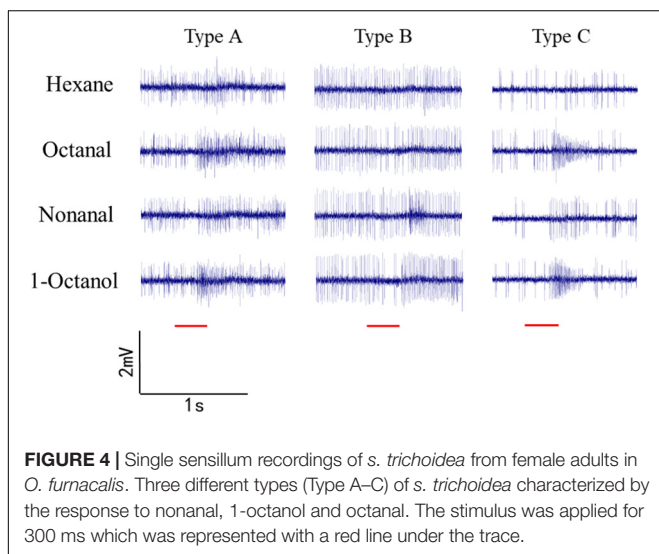 Type A Type B Type C
Hexane
Octanal
Nonanal
1-Octanol
2mV
1s
FIGURE 4 | Single sensillum recordings of s. trichoidea from female adults in
O. furnacalis. Three different types (Type A–C) of s. trichoidea characterized by
the response to nonanal, 1-octanol and octanal. The stimulus was applied for
300 ms which was represented with a red line under the trace.